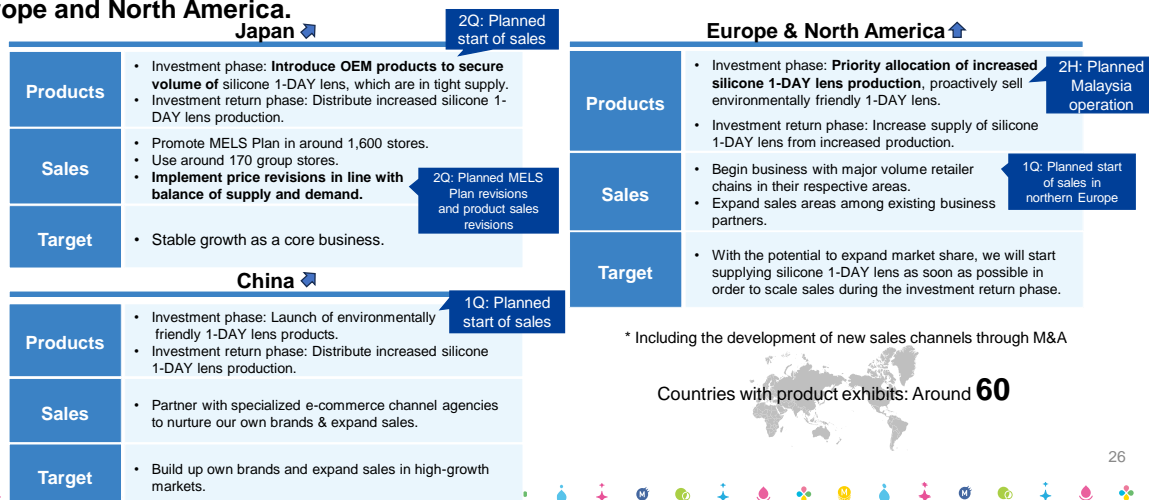 ope and North America.
Japan
2Q: Planned
start of sales
Products
• Investment phase: Introduce OEM products to secure
volume of silicone 1-DAY lens, which are in tight supply.
• Investment return phase: Distribute increased silicone 1-
DAY lens production.
Sales
• Promote MELS Plan in around 1,600 stores.
• Use around 170 group stores.
• Implement price revisions in line with
balance of supply and demand.
2Q: Planned MELS
Plan revisions
and product sales
revisions
Target
• Stable growth as a core business.
China
1Q: Planned
start of sales
Products
• Investment phase: Launch of environmentally
friendly 1-DAY lens products.
• Investment return phase: Distribute increased silicone
1-DAY lens production.
Sales
• Partner with specialized e-commerce channel agencies
to nurture our own brands & expand sales.
Target
• Build up own brands and expand sales in high-growth
markets.
Europe & North America
Products
• Investment phase: Priority allocation of increased
silicone 1-DAY lens production, proactively sell
environmentally friendly 1-DAY lens.
• Investment return phase: Increase supply of silicone
1-DAY lens from increased production.
2H: Planned
Malaysia
operation
Sales
• Begin business with major volume retailer
chains in their respective areas.
• Expand sales areas among existing business
partners.
1Q: Planned start
of sales in
northern Europe
Target
• With the potential to expand market share, we will start
supplying silicone 1-DAY lens as soon as possible in
order to scale sales during the investment return phase.
* Including the development of new sales channels through M&A
Countries with product exhibits: Around 60
26